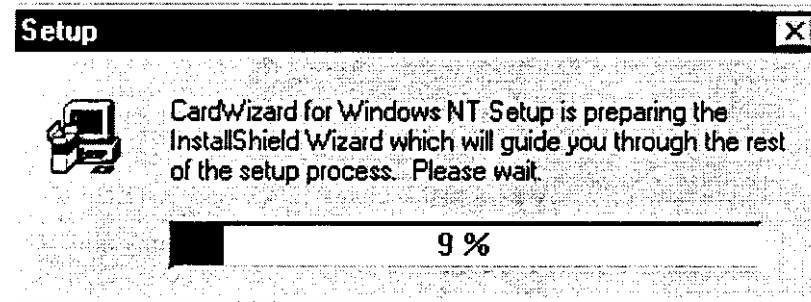 Setup
CardWizard for Windows NT Setup is preparing the
InstallShield Wizard which will guide you through the rest
of the setup process. Please wait.
9 %